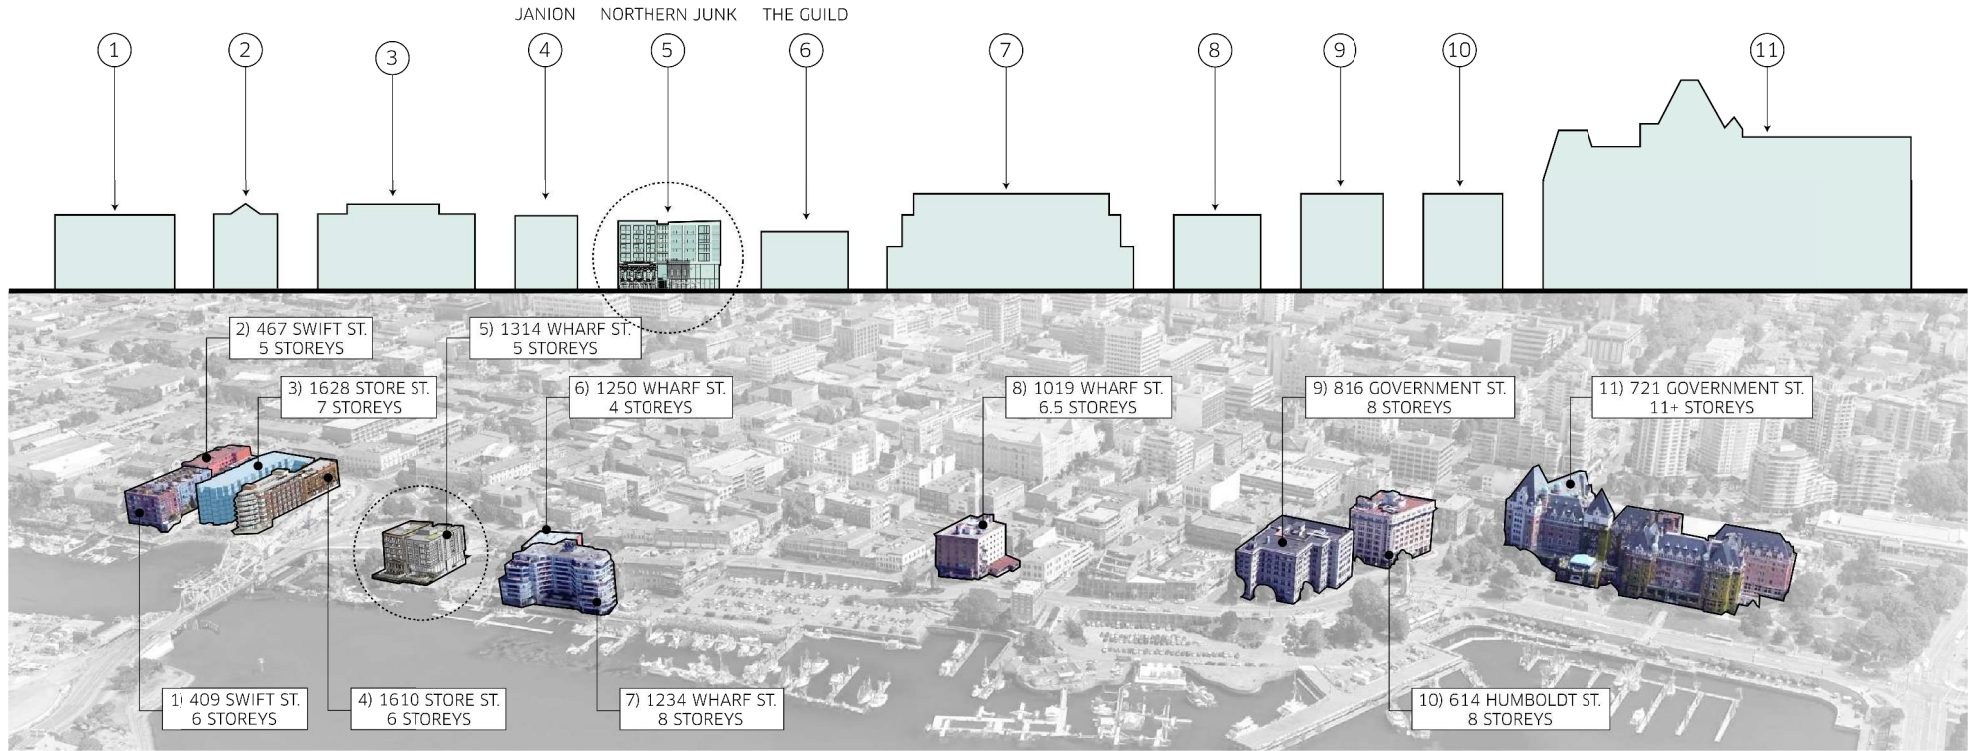 JANION NORTHERN JUNK THE GUILD
1 2 3 4 5 6 7 8 9 10 11
2) 467 SWIFT ST.
5 STOREYS
5) 1314 WHARF ST.
5 STOREYS
3) 1628 STORE ST.
7 STOREYS
6) 1250 WHARF ST.
4 STOREYS
8) 1019 WHARF ST.
6.5 STOREYS
9) 816 GOVERNMENT ST.
8 STOREYS
11) 721 GOVERNMENT ST.
11+ STOREYS
1) 409 SWIFT ST.
6 STOREYS
4) 1610 STORE ST.
6 STOREYS
7) 1234 WHARF ST.
8 STOREYS
10) 614 HUMBOLDT ST.
8 STOREYS